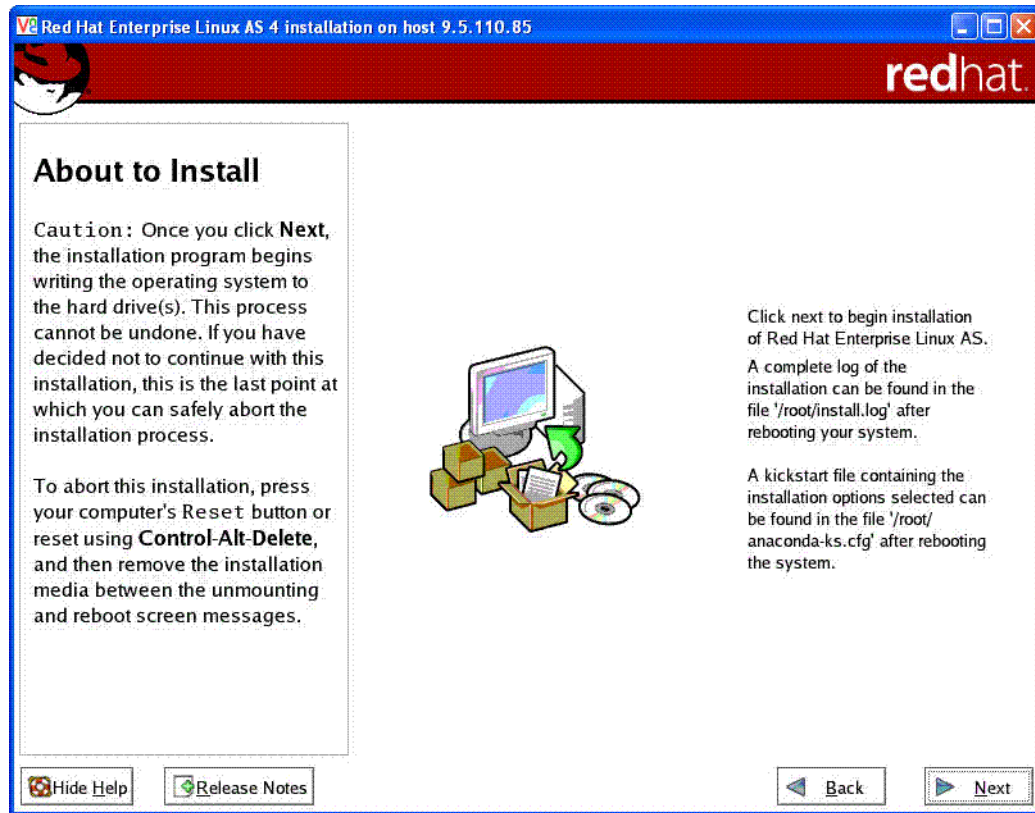 Red Hat Enterprise Linux AS 4 installation on host 9.5.110.85
redhat.
About to Install
Caution: Once you click Next,
the installation program begins
writing the operating system to
the hard drive(s). This process
cannot be undone. If you have
decided not to continue with this
installation, this is the last point at
which you can safely abort the
installation process.
To abort this installation, press
your computer's Reset button or
reset using Control-Alt-Delete,
and then remove the installation
media between the unmounting
and reboot screen messages.
Click next to begin installation
of Red Hat Enterprise Linux AS.
A complete log of the
installation can be found in the
file '/root/install.log' after
rebooting your system.
A kickstart file containing the
installation options selected can
be found in the file '/root/
anaconda-ks.cfg' after rebooting
the system.
Hide Help
Release Notes
Back
Next